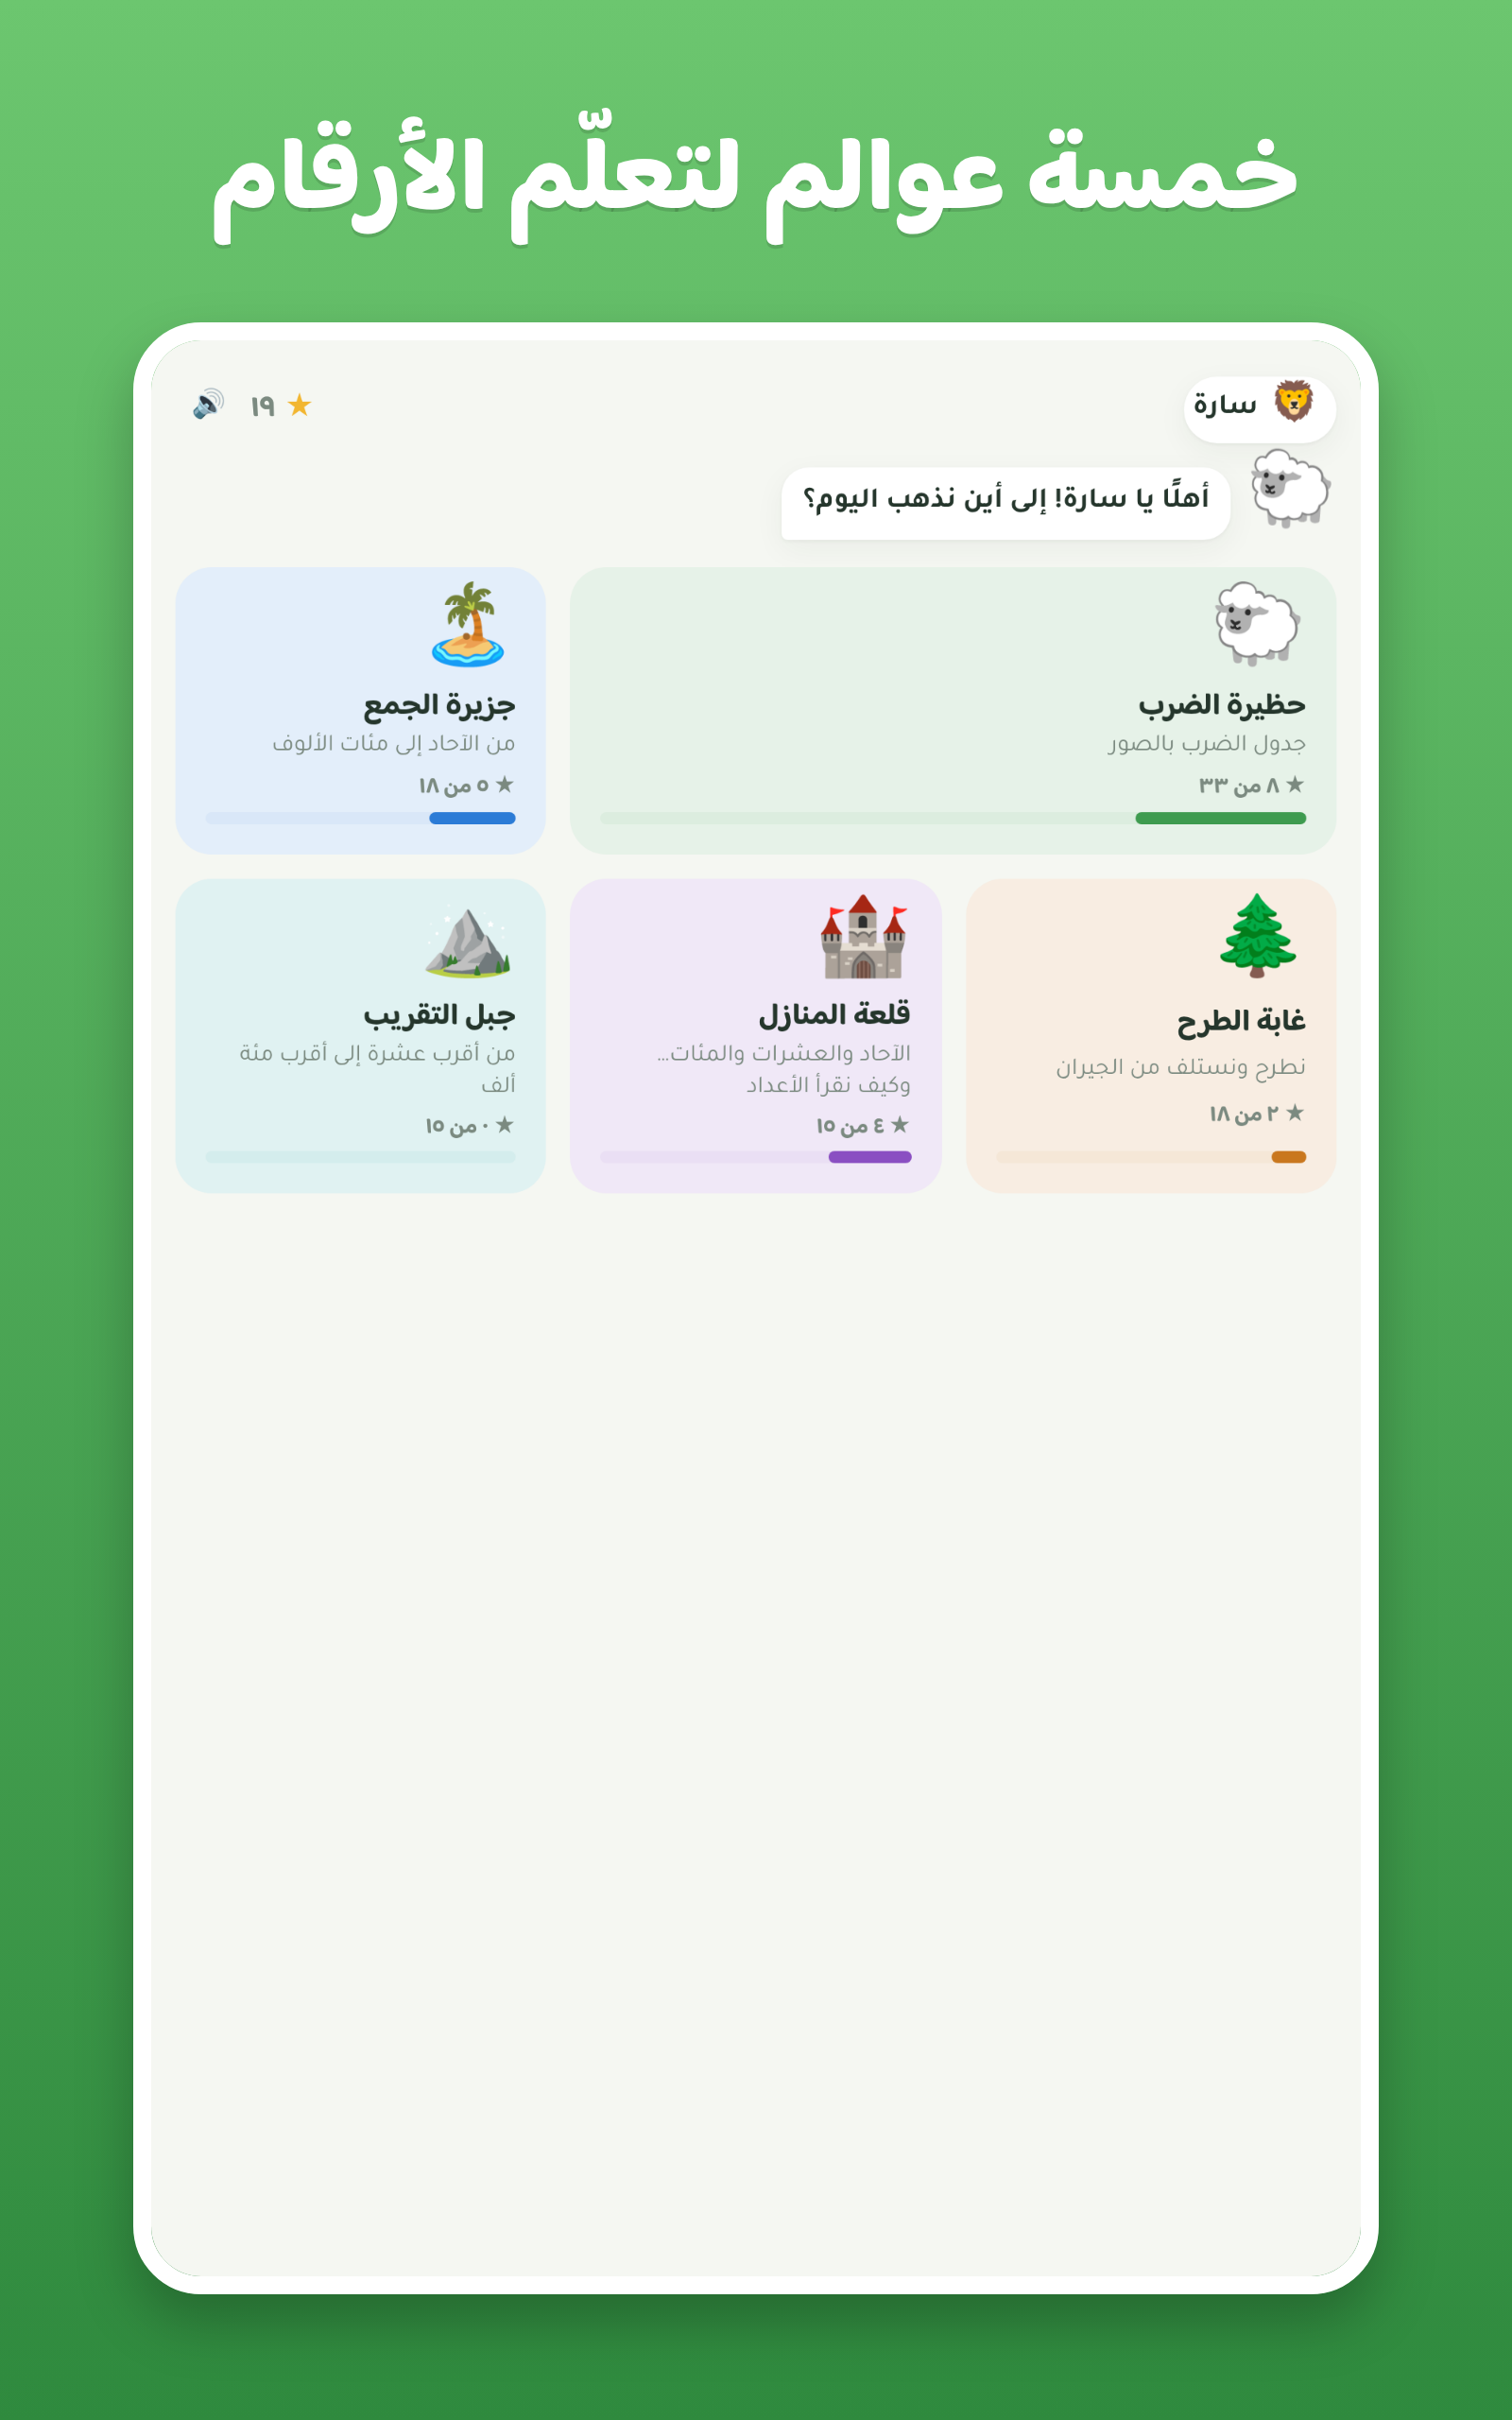 خمسة عوالم لتعلّم الأرقام
سارة
١٩
أهلًا يا سارة! إلى أين نذهب اليوم؟
حظيرة الضرب
جدول الضرب بالصور
★ ٨ من ٣٣
جزيرة الجمع
من الآحاد إلى مئات الألوف
★ ٥ من ١٨
غابة الطرح
نطرح ونستلف من الجيران
★ ٢ من ١٨
قلعة المنازل
الآحاد والعشرات والمئات…
وكيف نقرأ الأعداد
★ ٤ من ١٥
جبل التقريب
من أقرب عشرة إلى أقرب مئة
ألف
★ ٠ من ١٥